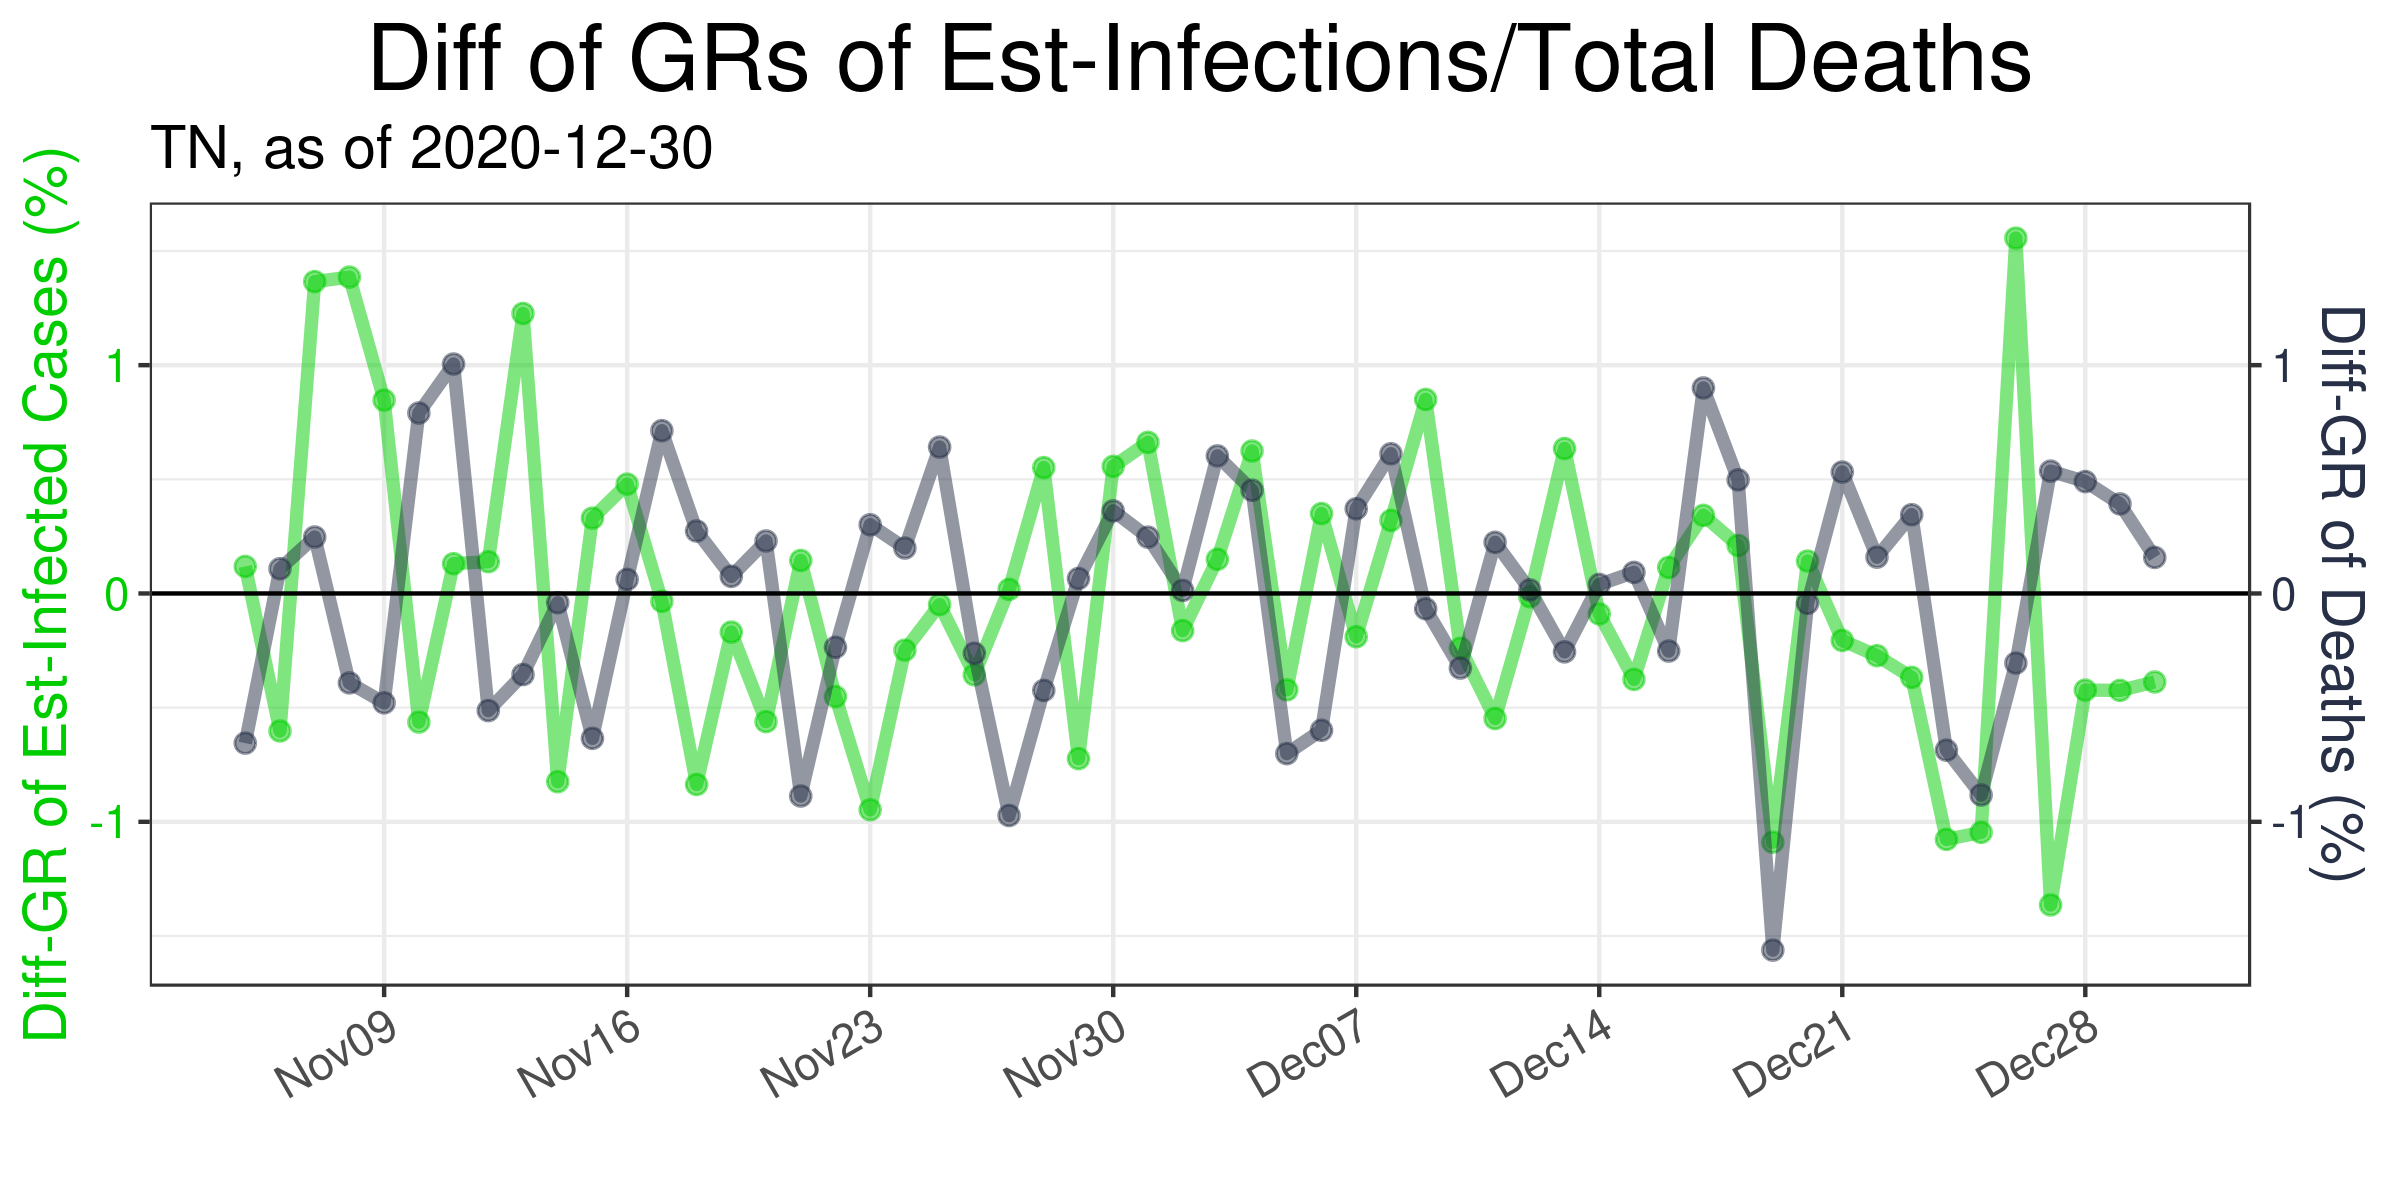 Diff of GRs of Est-Infections/Total Deaths
TN, as of 2020-12-30
Diff-GR of Est-Infected Cases (%)
1
0
-1
1
0
-1
Diff-GR of Deaths (%)
Nov09
Nov16
Nov23
Nov30
Dec07
Dec14
Dec21
Dec28